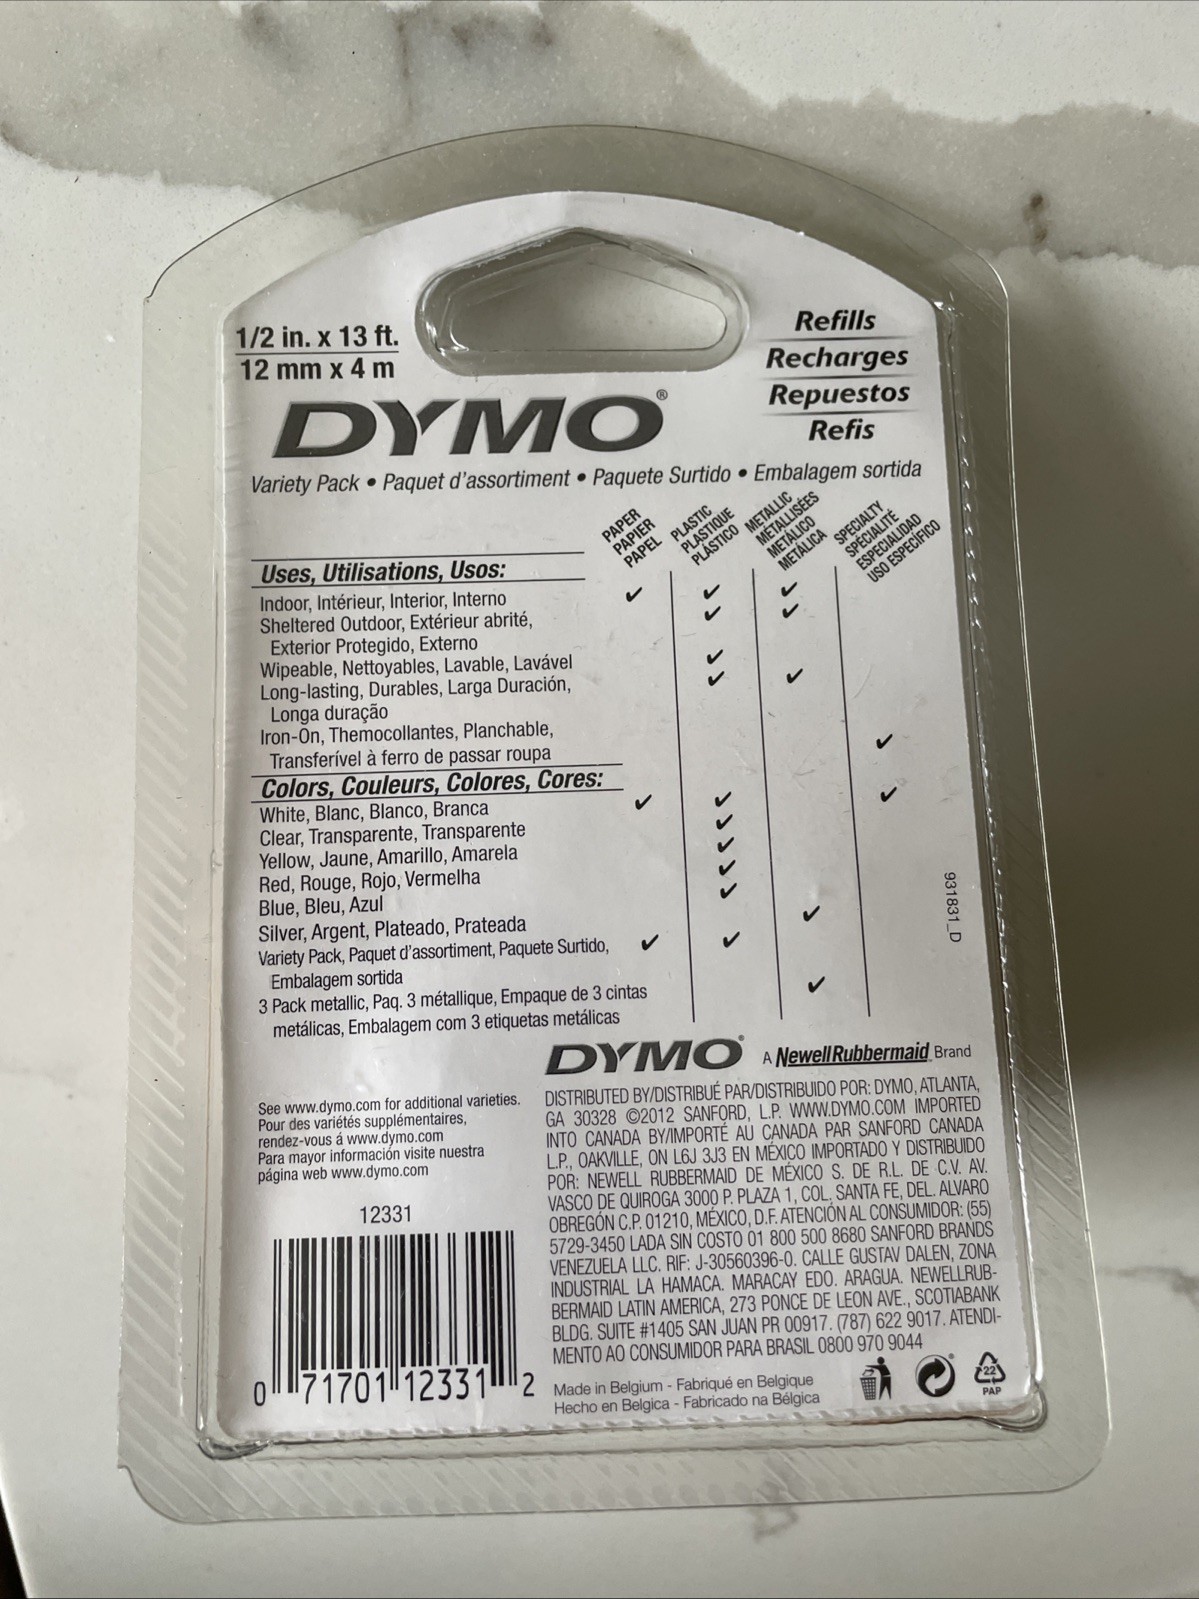 1/2 in. x 13 ft.
12 mm x 4 m
Refills
Recharges
Repuestos
Refis
DYMO®
Variety Pack • Paquet d'assortiment • Paquete Surtido • Embalagem sortida
PAPER
PAPIER
PAPEL
PLASTIC
PLASTIQUE
PLÁSTICO
METALLIC
MÉTALLISÉES
METÁLICO
METÁLICA
SPECIALTY
SPÉCIALITÉ
ESPECIALIDAD
USO ESPECÍFICO
Uses, Utilisations, Usos:
Indoor, Intérieur, Interior, Interno ✔ ✔ ✔
Sheltered Outdoor, Extérieur abrité, ✔ ✔
Exterior Protegido, Externo
Wipeable, Nettoyables, Lavable, Lavável ✔
Long-lasting, Durables, Larga Duración, ✔ ✔
Longa duração
Iron-On, Themocollantes, Planchable, ✔
Transferível à ferro de passar roupa
Colors, Couleurs, Colores, Cores:
White, Blanc, Blanco, Branca ✔ ✔ ✔
Clear, Transparente, Transparente ✔
Yellow, Jaune, Amarillo, Amarela ✔
Red, Rouge, Rojo, Vermelha ✔
Blue, Bleu, Azul ✔
Silver, Argent, Plateado, Prateada ✔
Variety Pack, Paquet d'assortiment, Paquete Surtido, ✔ ✔
Embalagem sortida
3 Pack metallic, Paq. 3 métallique, Empaque de 3 cintas ✔
metálicas, Embalagem com 3 etiquetas metálicas
931831_D
DYMO® A NewellRubbermaid Brand
See www.dymo.com for additional varieties.
Pour des variétés supplémentaires,
rendez-vous á www.dymo.com
Para mayor información visite nuestra
página web www.dymo.com
12331
0 71701 12331 2
DISTRIBUTED BY/DISTRIBUÉ PAR/DISTRIBUIDO POR: DYMO, ATLANTA,
GA 30328 ©2012 SANFORD, L.P. WWW.DYMO.COM IMPORTED
INTO CANADA BY/IMPORTÉ AU CANADA PAR SANFORD CANADA
L.P., OAKVILLE, ON L6J 3J3 EN MÉXICO IMPORTADO Y DISTRIBUIDO
POR: NEWELL RUBBERMAID DE MÉXICO S. DE R.L. DE C.V. AV.
VASCO DE QUIROGA 3000 P. PLAZA 1, COL. SANTA FE, DEL. ALVARO
OBREGÓN C.P. 01210, MÉXICO, D.F. ATENCIÓN AL CONSUMIDOR: (55)
5729-3450 LADA SIN COSTO 01 800 500 8680 SANFORD BRANDS
VENEZUELA LLC. RIF: J-30560396-0. CALLE GUSTAV DALEN, ZONA
INDUSTRIAL LA HAMACA. MARACAY EDO. ARAGUA. NEWELLRUB-
BERMAID LATIN AMERICA, 273 PONCE DE LEON AVE., SCOTIABANK
BLDG. SUITE #1405 SAN JUAN PR 00917. (787) 622 9017. ATENDI-
MENTO AO CONSUMIDOR PARA BRASIL 0800 970 9044
Made in Belgium - Fabriqué en Belgique
Hecho en Belgica - Fabricado na Bélgica
22
PAP